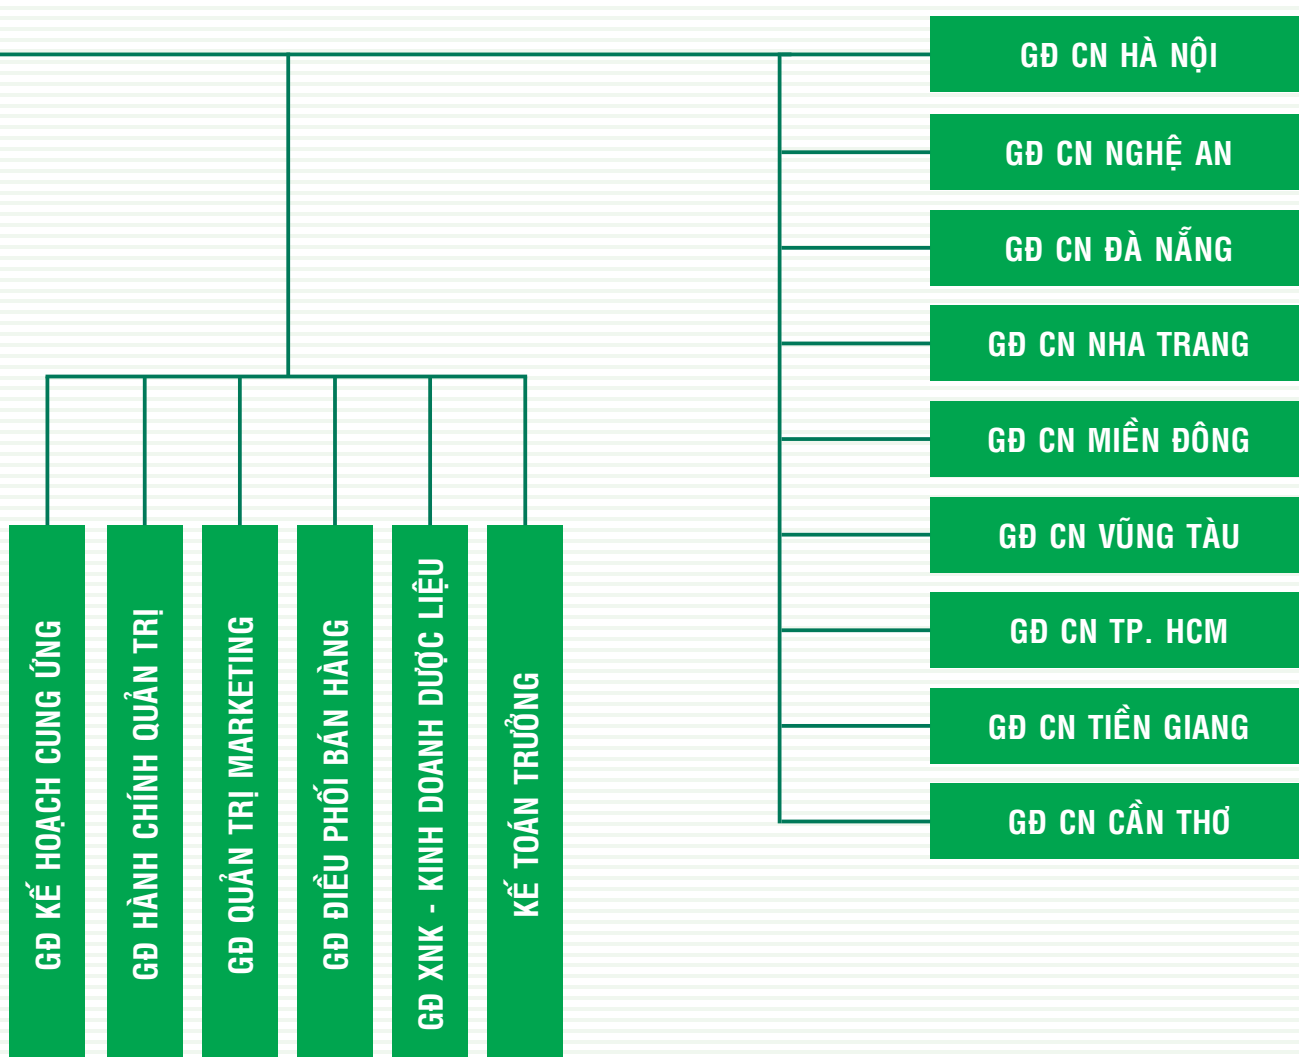 GĐ CN HÀ NỘI
GĐ CN NGHỆ AN
GĐ CN ĐÀ NẴNG
GĐ CN NHA TRANG
GĐ CN MIỀN ĐÔNG
GĐ CN VŨNG TÀU
GĐ CN TP. HCM
GĐ CN TIỀN GIANG
GĐ CN CẦN THƠ
GĐ KẾ HOẠCH CUNG ỨNG
GĐ HÀNH CHÍNH QUẢN TRỊ
GĐ QUẢN TRỊ MARKETING
GĐ ĐIỀU PHỐI BÁN HÀNG
GĐ XNK - KINH DOANH DƯỢC LIỆU
KẾ TOÁN TRƯỞNG